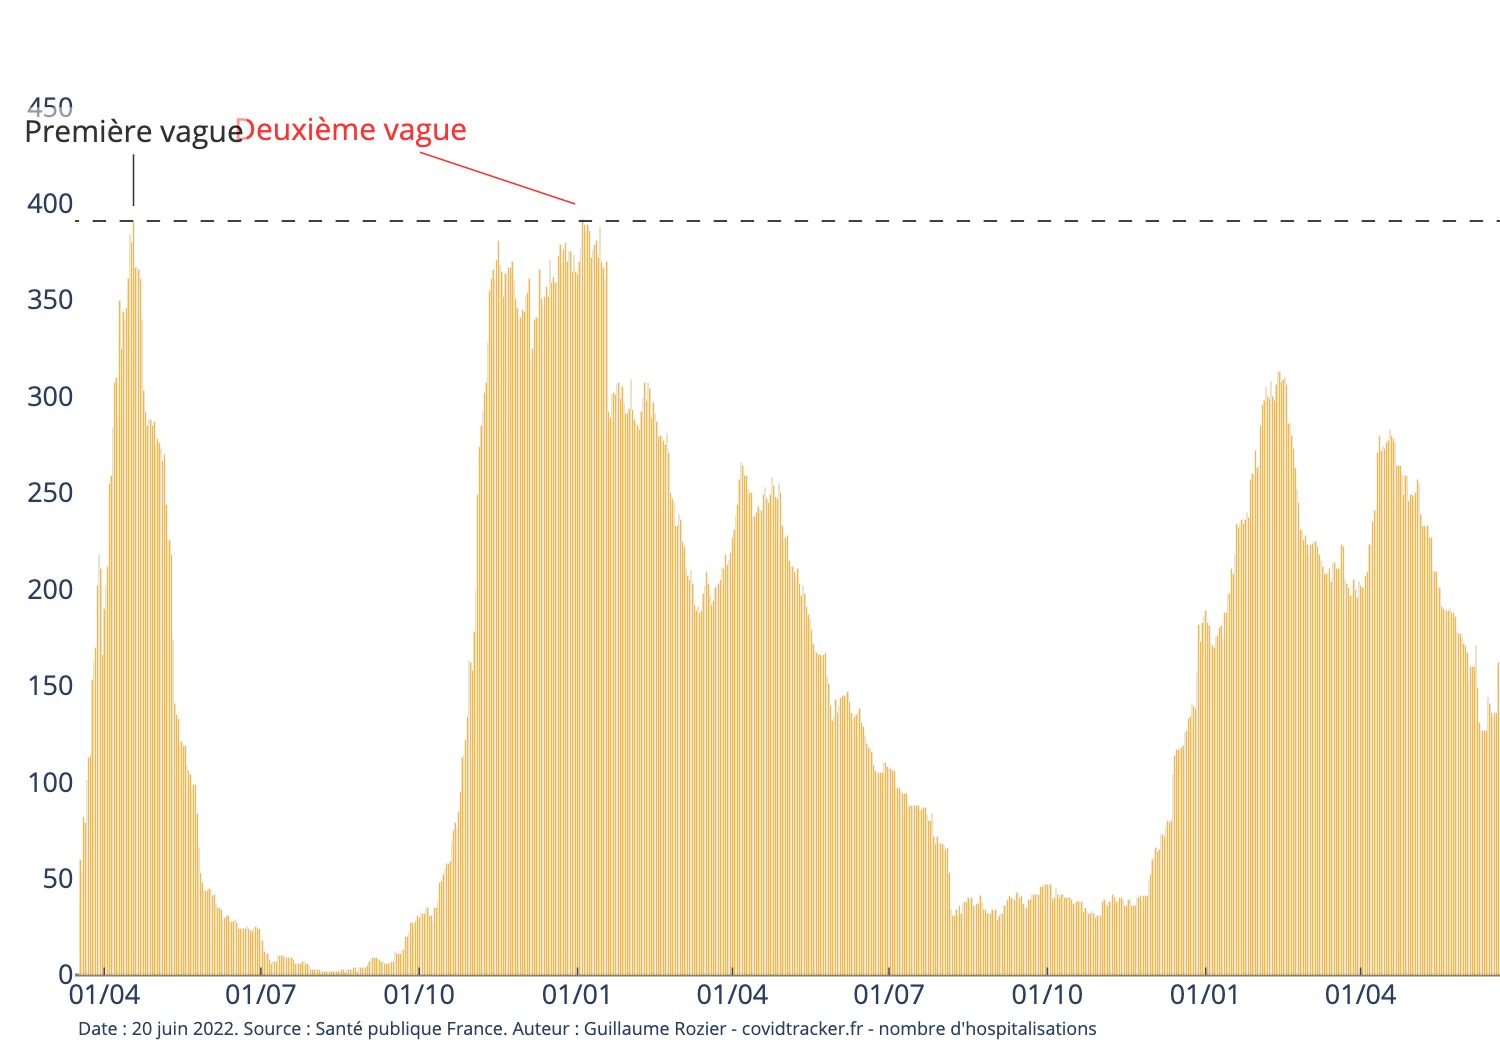 450
Première vague
Deuxième vague
400
350
300
250
200
150
100
50
0
01/04 01/07 01/10 01/01 01/04 01/07 01/10 01/01 01/04
Date : 20 juin 2022. Source : Santé publique France. Auteur : Guillaume Rozier - covidtracker.fr - nombre d'hospitalisations